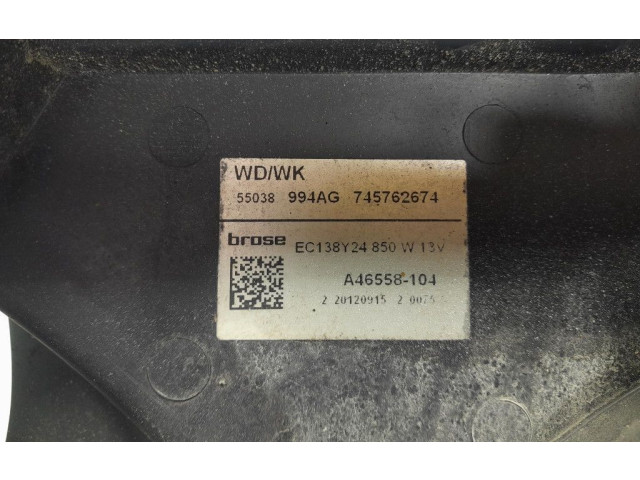 WD/WK
55038 994AG 745762674
brose EC138Y24 850 W 13V
A46558-104
2 20120915 2 0075